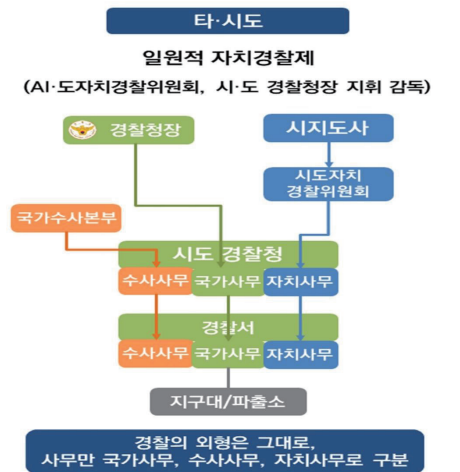 타·시도
일원적 자치경찰제
(AI·도자치경찰위원회, 시·도 경찰청장 지휘 감독)
경찰청장
시지도사
시도자치
경찰위원회
국가수사본부
시도 경찰청
수사사무 국가사무 자치사무
경찰서
수사사무 국가사무 자치사무
지구대/파출소
경찰의 외형은 그대로,
사무만 국가사무, 수사사무, 자치사무로 구분